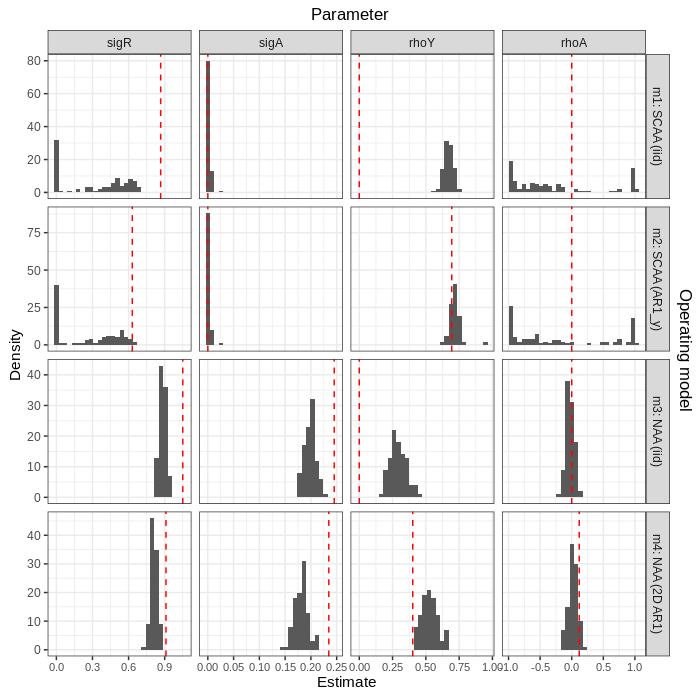 Parameter
sigR
sigA
rhoY
rhoA
80
60
40
20
0
m1: SCAA (iid)
75
50
25
0
m2: SCAA (AR1_y)
40
30
20
10
0
m3: NAA (iid)
40
30
20
10
0
m4: NAA (2D AR1)
Density
Operating model
0.0 0.3 0.6 0.9
0.00 0.05 0.10 0.15 0.20 0.25
0.00 0.25 0.50 0.75 1.00
-1.0 -0.5 0.0 0.5 1.0
Estimate